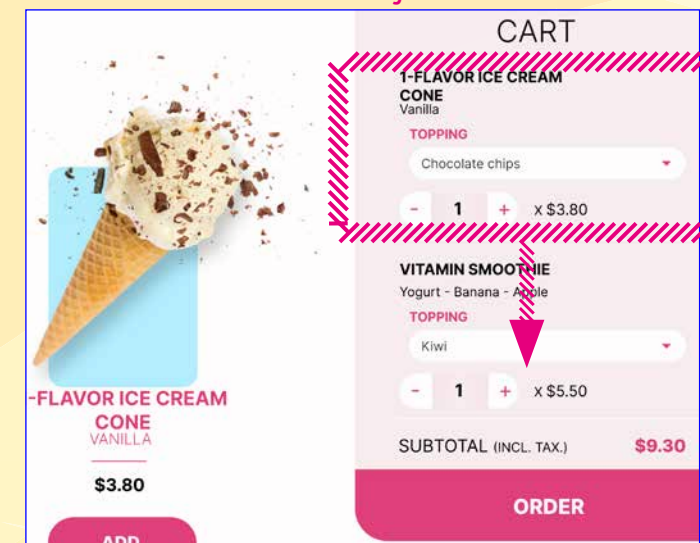 CART
1-FLAVOR ICE CREAM
CONE
Vanilla
TOPPING
Chocolate chips
- 1 + x $3.80
VITAMIN SMOOTHIE
Yogurt - Banana - Apple
TOPPING
Kiwi
- 1 + x $5.50
SUBTOTAL (INCL. TAX.) $9.30
ORDER
-FLAVOR ICE CREAM
CONE
VANILLA
$3.80
ADD